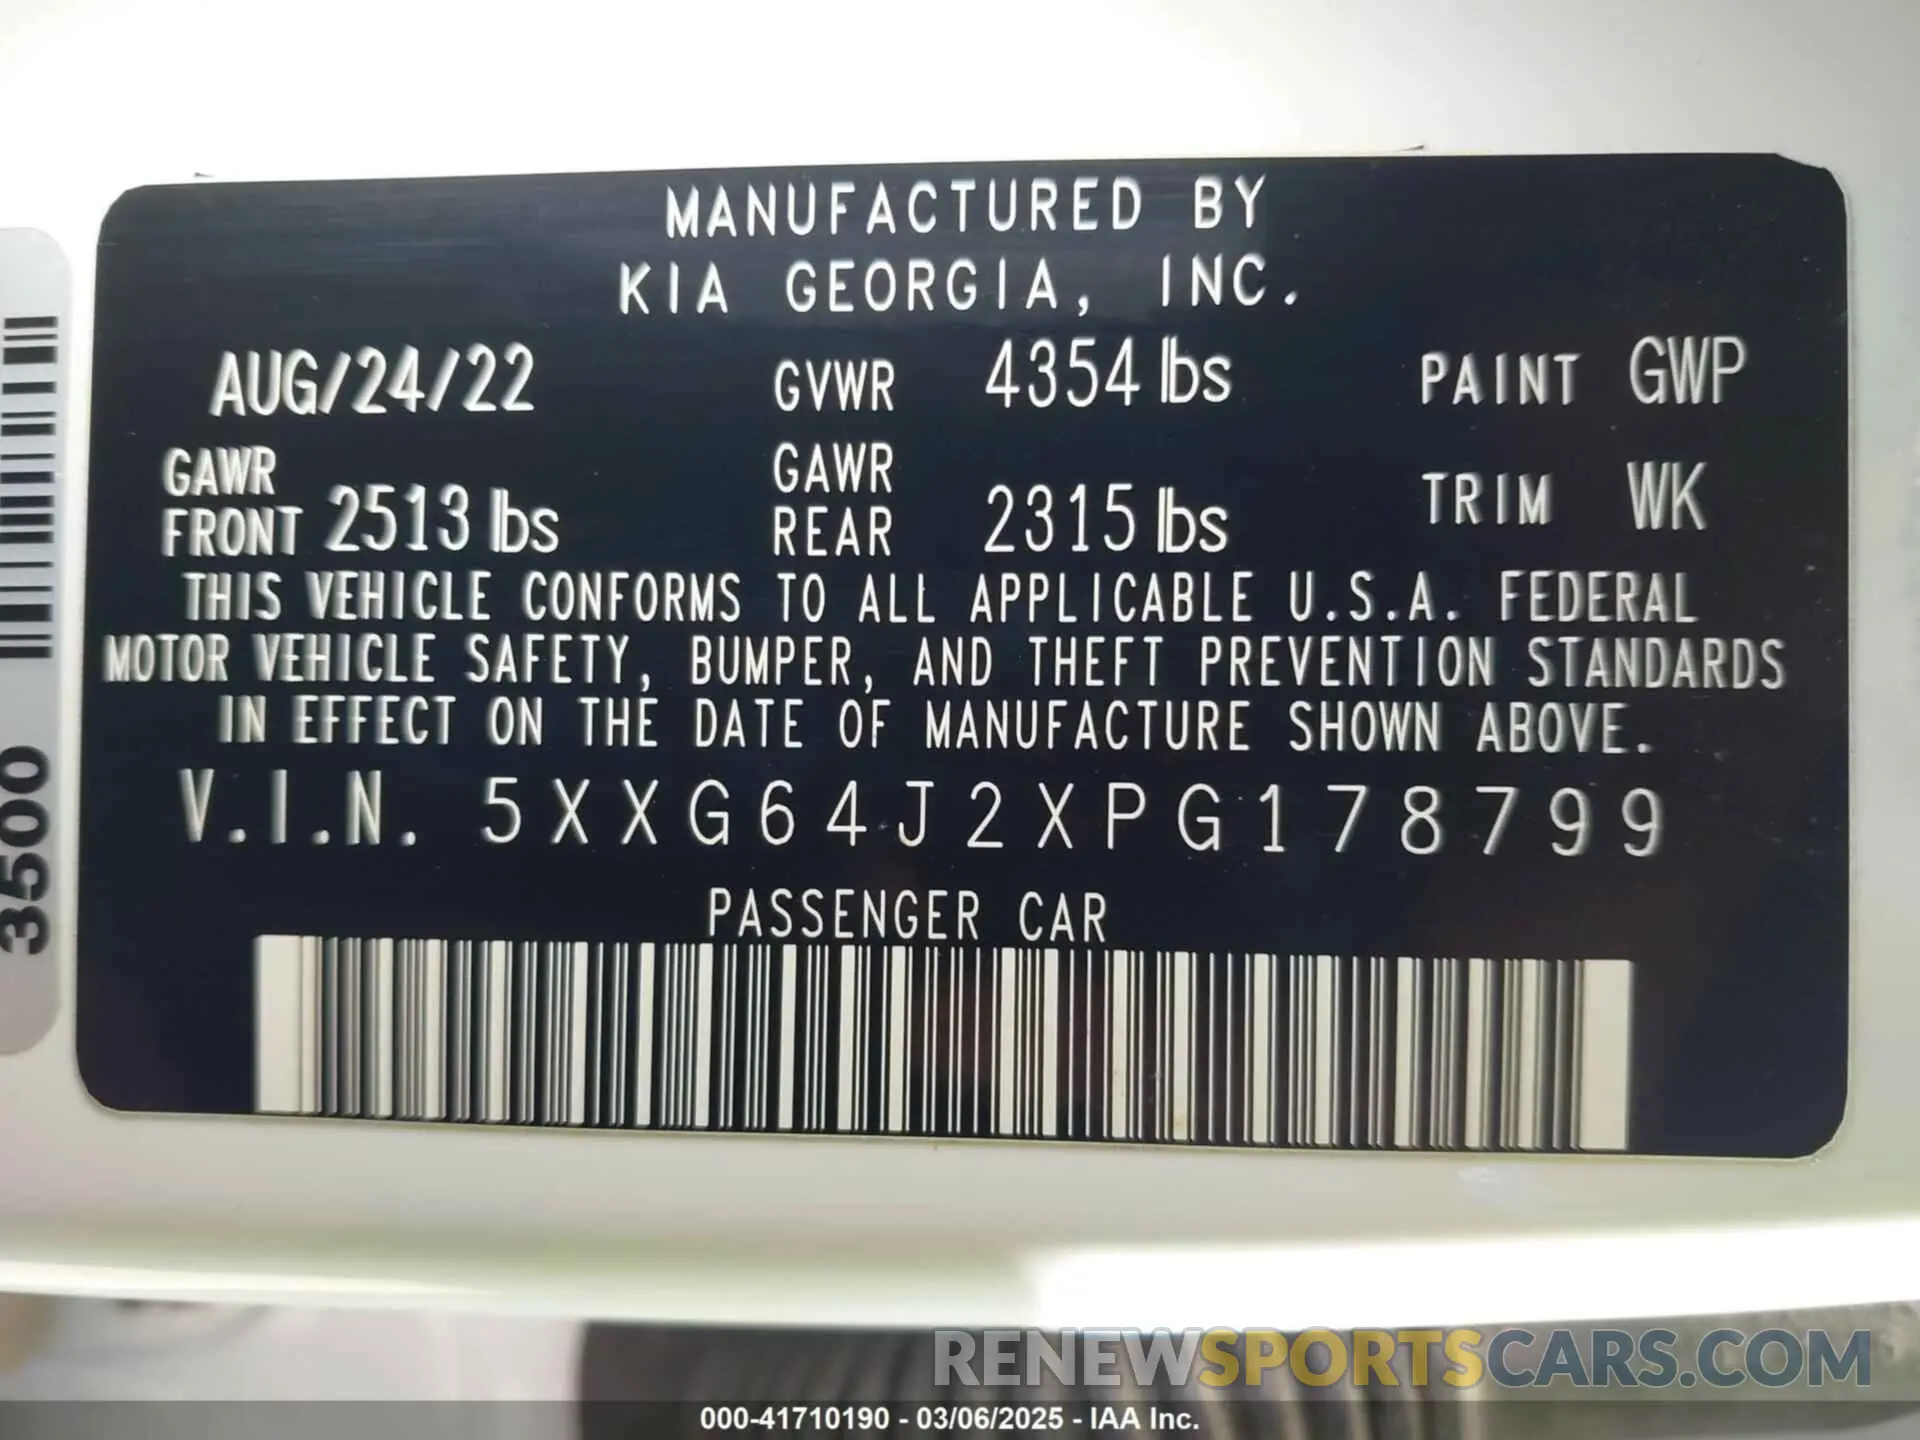 MANUFACTURED BY
KIA GEORGIA, INC.
AUG/24/22 GVWR 4354 lbs PAINT GWP
GAWR FRONT 2513 lbs GAWR REAR 2315 lbs TRIM WK
THIS VEHICLE CONFORMS TO ALL APPLICABLE U.S.A. FEDERAL
MOTOR VEHICLE SAFETY, BUMPER, AND THEFT PREVENTION STANDARDS
IN EFFECT ON THE DATE OF MANUFACTURE SHOWN ABOVE.
V.I.N. 5XXG64J2XPG178799
PASSENGER CAR
3500
RENEWSPORTSCARS.COM
000-41710190 - 03/06/2025 - IAA Inc.